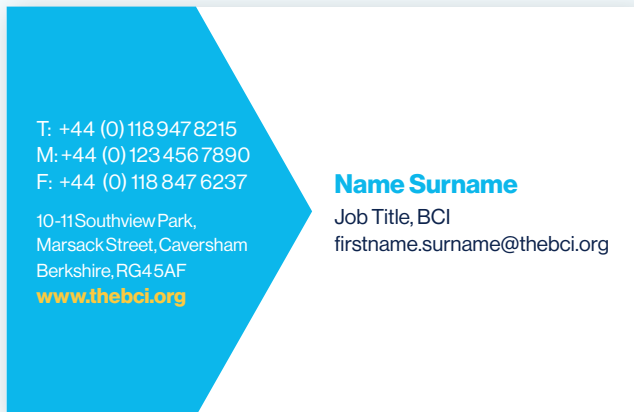 T: +44 (0) 118 947 8215
M: +44 (0) 123 456 7890
F: +44 (0) 118 847 6237
10-11 Southview Park,
Marsack Street, Caversham
Berkshire, RG4 5AF
www.thebci.org
Name Surname
Job Title, BCI
firstname.surname@thebci.org